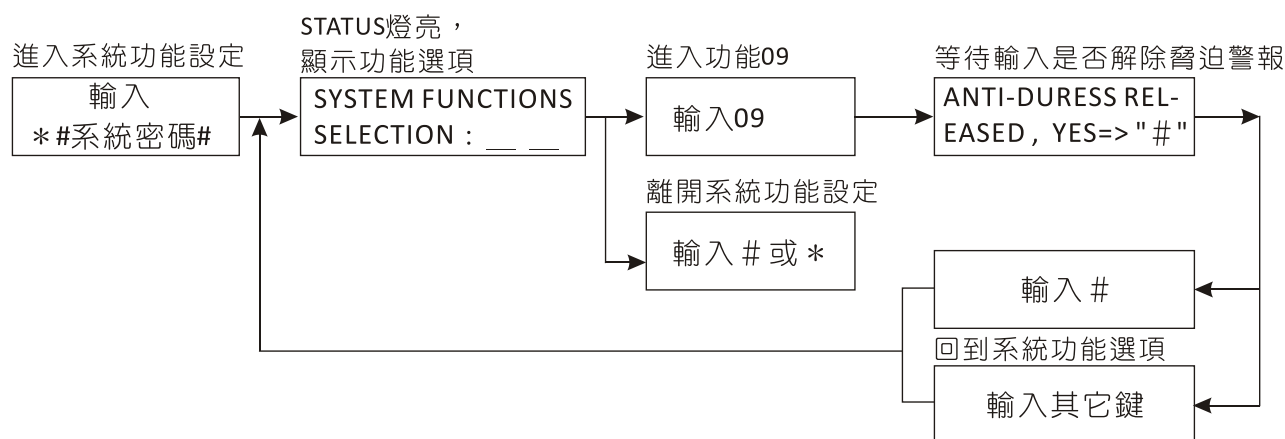 進入系統功能設定
輸入
＊#系統密碼#
STATUS燈亮，
顯示功能選項
SYSTEM FUNCTIONS
SELECTION： __ __
進入功能09
輸入09
離開系統功能設定
輸入＃或＊
等待輸入是否解除脅迫警報
ANTI-DURESS REL-
EASED , YES=> "＃"
輸入＃
回到系統功能選項
輸入其它鍵